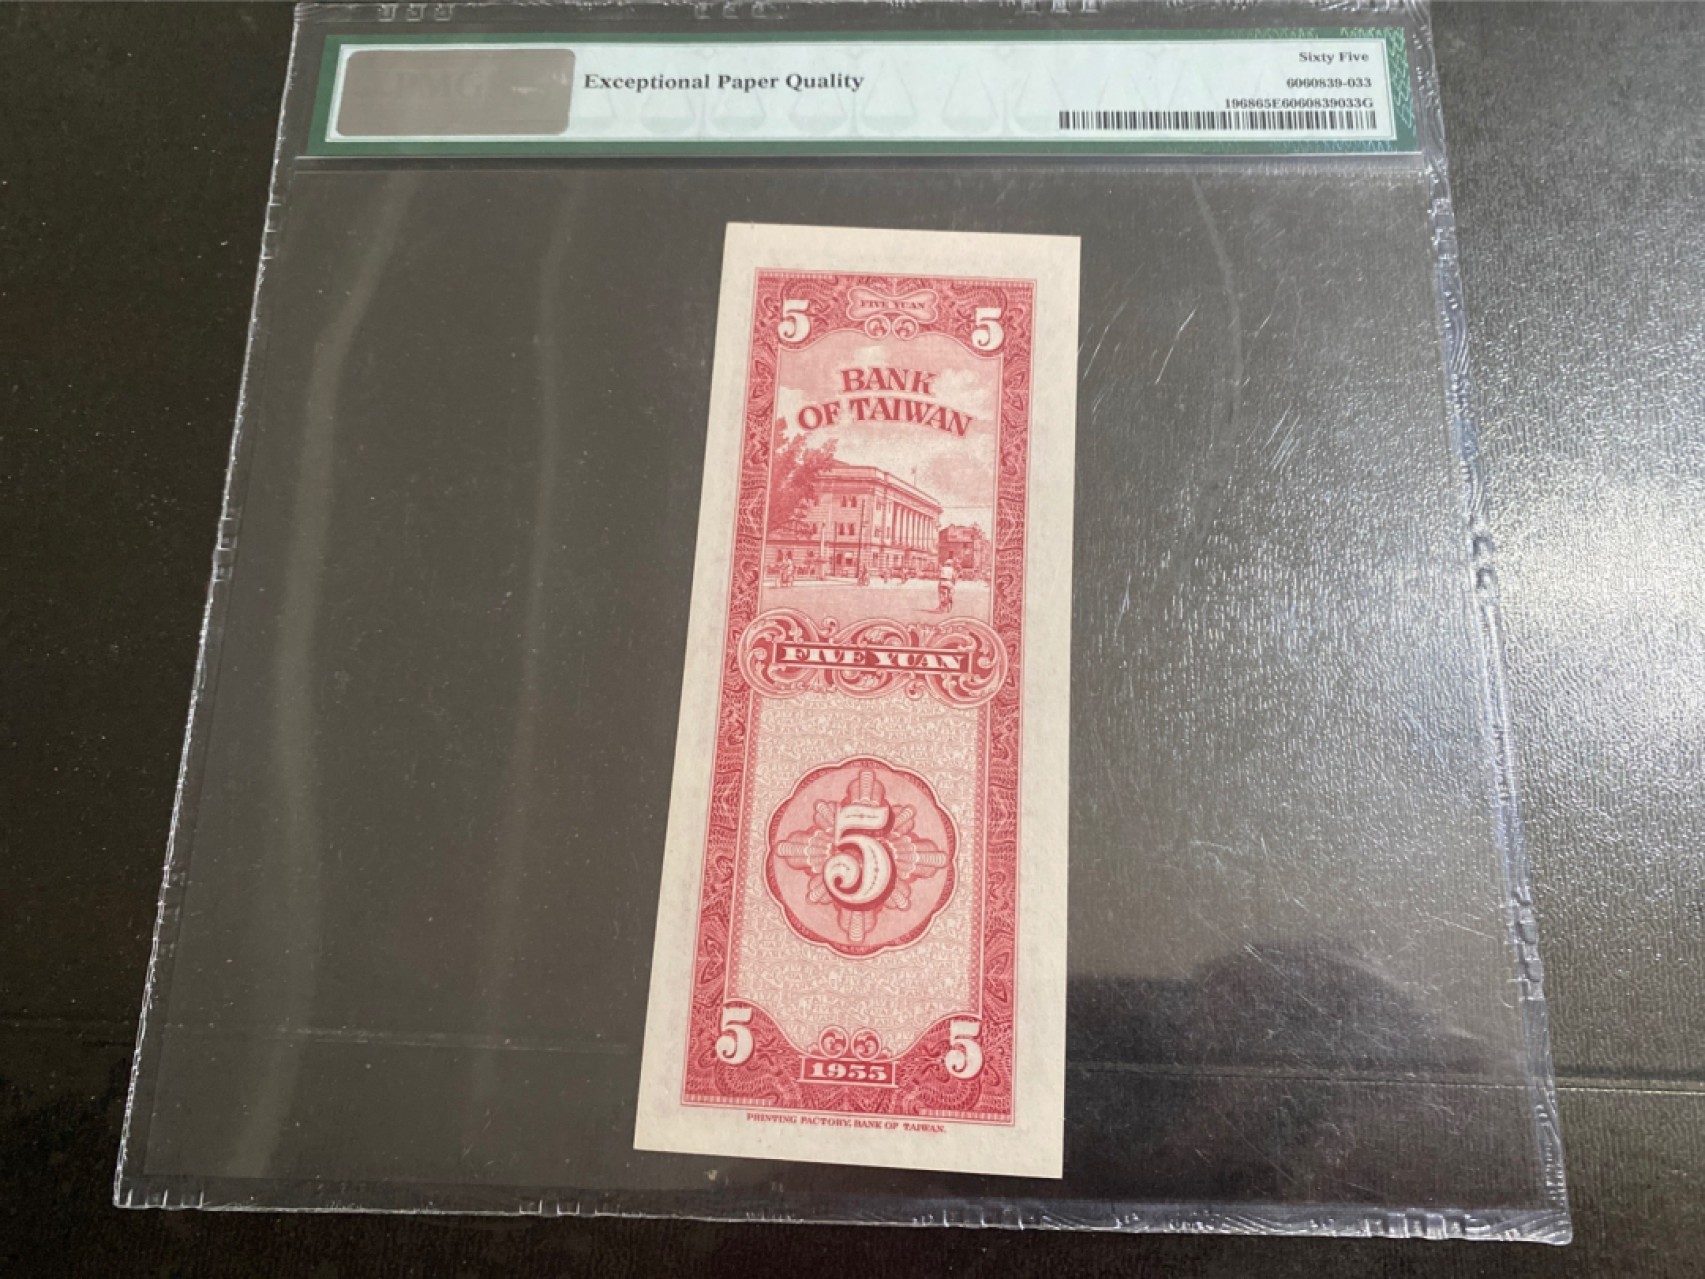 Exceptional Paper Quality
Sixty Five
6060839-033
196865E6060839033G
5 FIVE YUAN 5
BANK
OF TAIWAN
FIVE YUAN
5
5 5
1955
PRINTING FACTORY, BANK OF TAIWAN.